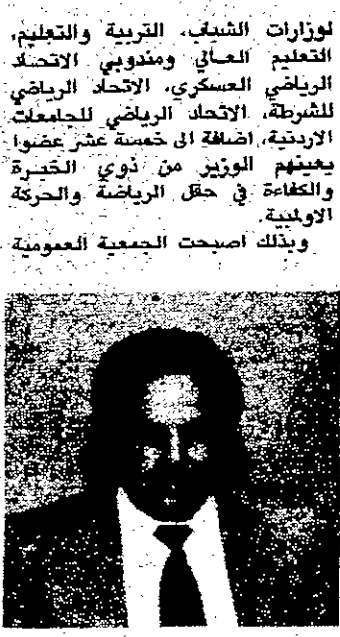 لوزارات الشباب، التربية والتعليم،
التعليم العالي ومندوبي الاتحاد
الرياضي العسكري، الاتحاد الرياضي
للشرطة، الاتحاد الرياضي للجامعات
الاردنية، اضافة الى خمسة عشر عضوا
يعينهم الوزير من ذوي الخبرة
والكفاءة في حقل الرياضة والحركة
الاولمبية.
وبذلك اصبحت الجمعية العمومية